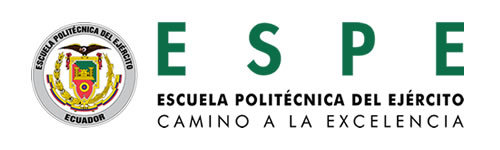 ESCUELA POLITÉCNICA DEL EJÉRCITO
ECUADOR
ESPE
ESCUELA POLITÉCNICA DEL EJÉRCITO
CAMINO A LA EXCELENCIA